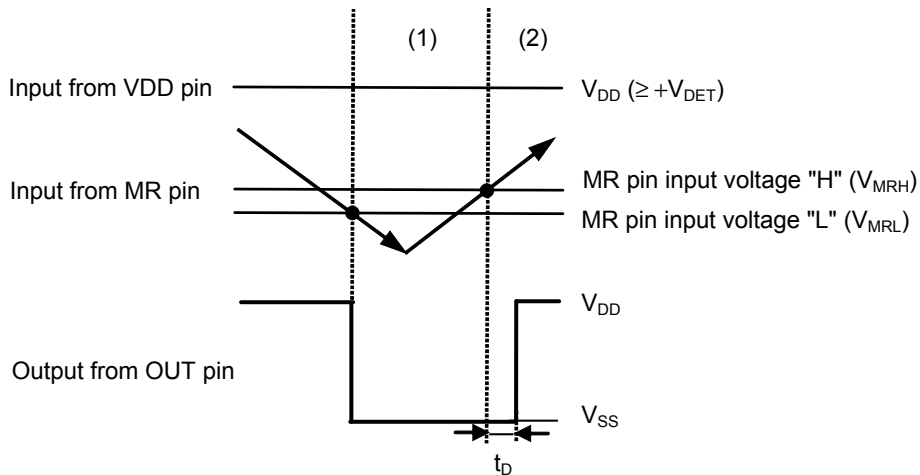 (1) (2)
Input from VDD pin V_DD (≥ +V_DET)
Input from MR pin MR pin input voltage "H" (V_MRH)
MR pin input voltage "L" (V_MRL)
V_DD
Output from OUT pin
V_SS
t_D